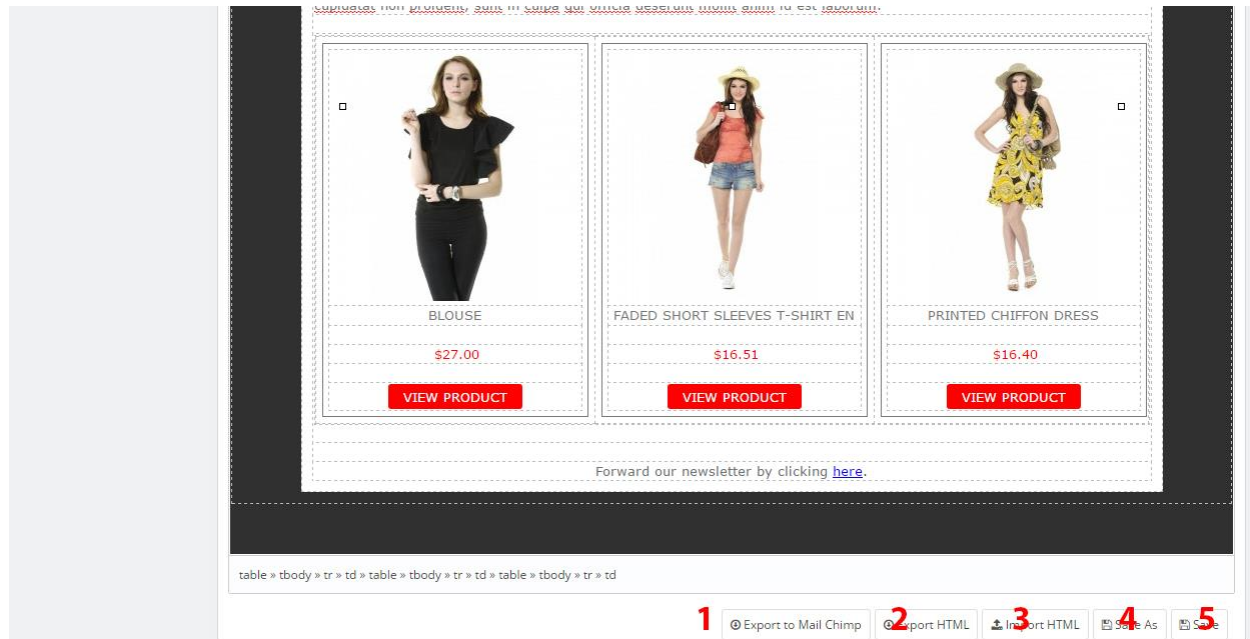 cupidatat non proident, sunt in culpa qui officia deserunt mollit anim id est laborum.
BLOUSE FADED SHORT SLEEVES T-SHIRT EN PRINTED CHIFFON DRESS
$27.00 $16.51 $16.40
VIEW PRODUCT VIEW PRODUCT VIEW PRODUCT
Forward our newsletter by clicking here.
table » tbody » tr » td » table » tbody » tr » td » table » tbody » tr » td
1 Export to Mail Chimp 2 Export HTML 3 Import HTML 4 Save As 5 Save